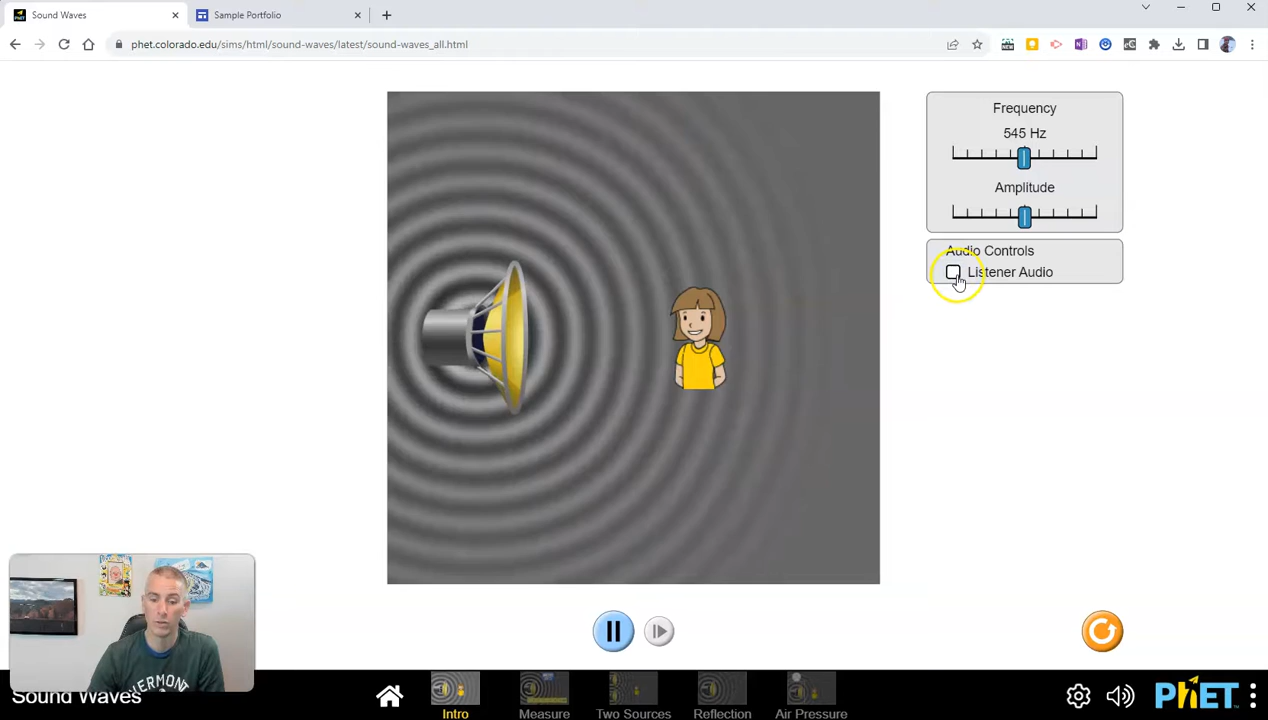 Sound Waves
Sample Portfolio
phet.colorado.edu/sims/html/sound-waves/latest/sound-waves_all.html
Frequency
545 Hz
Amplitude
Audio Controls
Listener Audio
VERMONT
Sound Waves
Intro
Measure
Two Sources
Reflection
Air Pressure
PhET